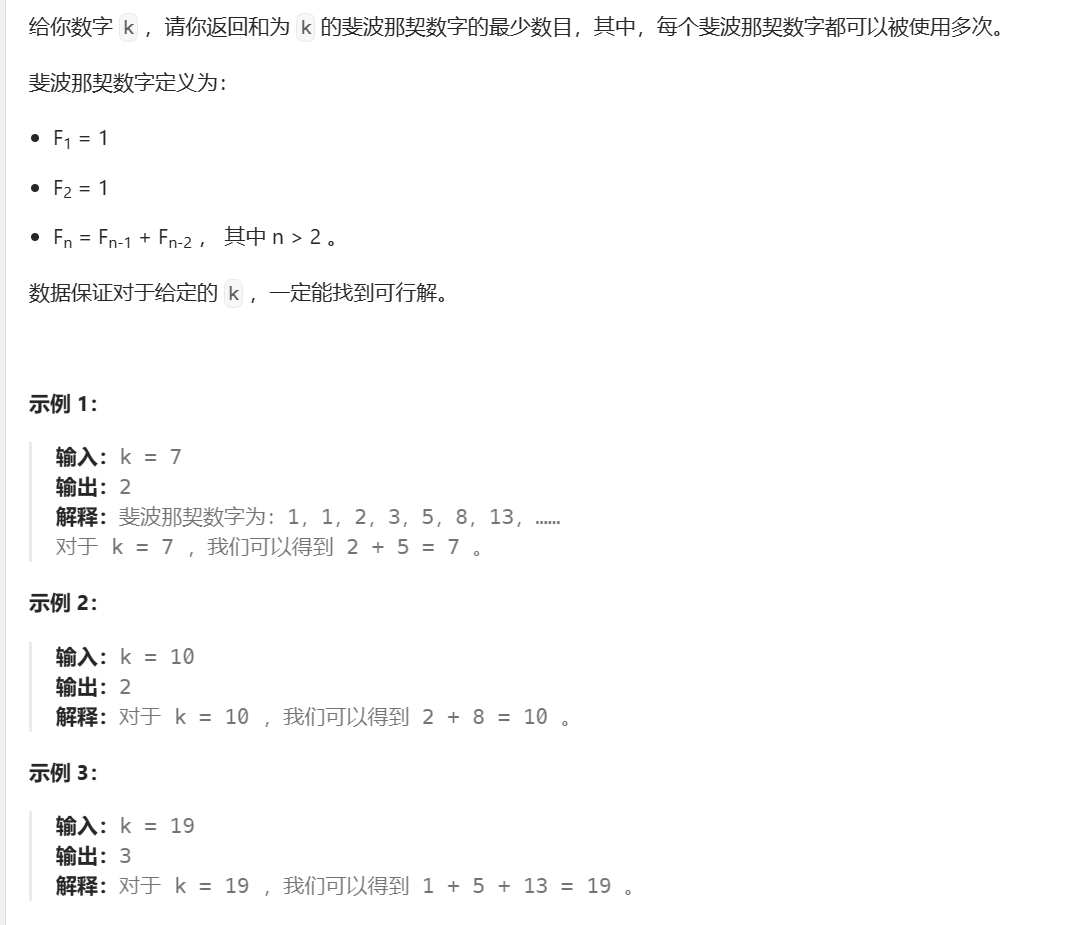 给你数字 k ，请你返回和为 k 的斐波那契数字的最少数目，其中，每个斐波那契数字都可以被使用多次。
斐波那契数字定义为：
• F1 = 1
• F2 = 1
• Fn = Fn-1 + Fn-2 ， 其中 n > 2 。
数据保证对于给定的 k ，一定能找到可行解。
示例 1：
输入：k = 7
输出：2
解释：斐波那契数字为：1，1，2，3，5，8，13，……
对于 k = 7 ，我们可以得到 2 + 5 = 7 。
示例 2：
输入：k = 10
输出：2
解释：对于 k = 10 ，我们可以得到 2 + 8 = 10 。
示例 3：
输入：k = 19
输出：3
解释：对于 k = 19 ，我们可以得到 1 + 5 + 13 = 19 。